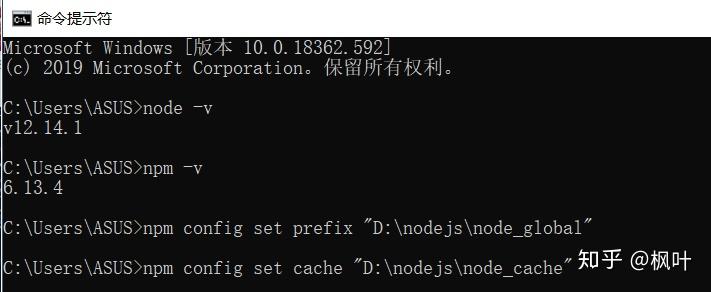 命令提示符
Microsoft Windows [版本 10.0.18362.592]
(c) 2019 Microsoft Corporation。保留所有权利。
C:\Users\ASUS>node -v
v12.14.1
C:\Users\ASUS>npm -v
6.13.4
C:\Users\ASUS>npm config set prefix "D:\nodejs\node_global"
C:\Users\ASUS>npm config set cache "D:\nodejs\node_cache"
知乎 @枫叶